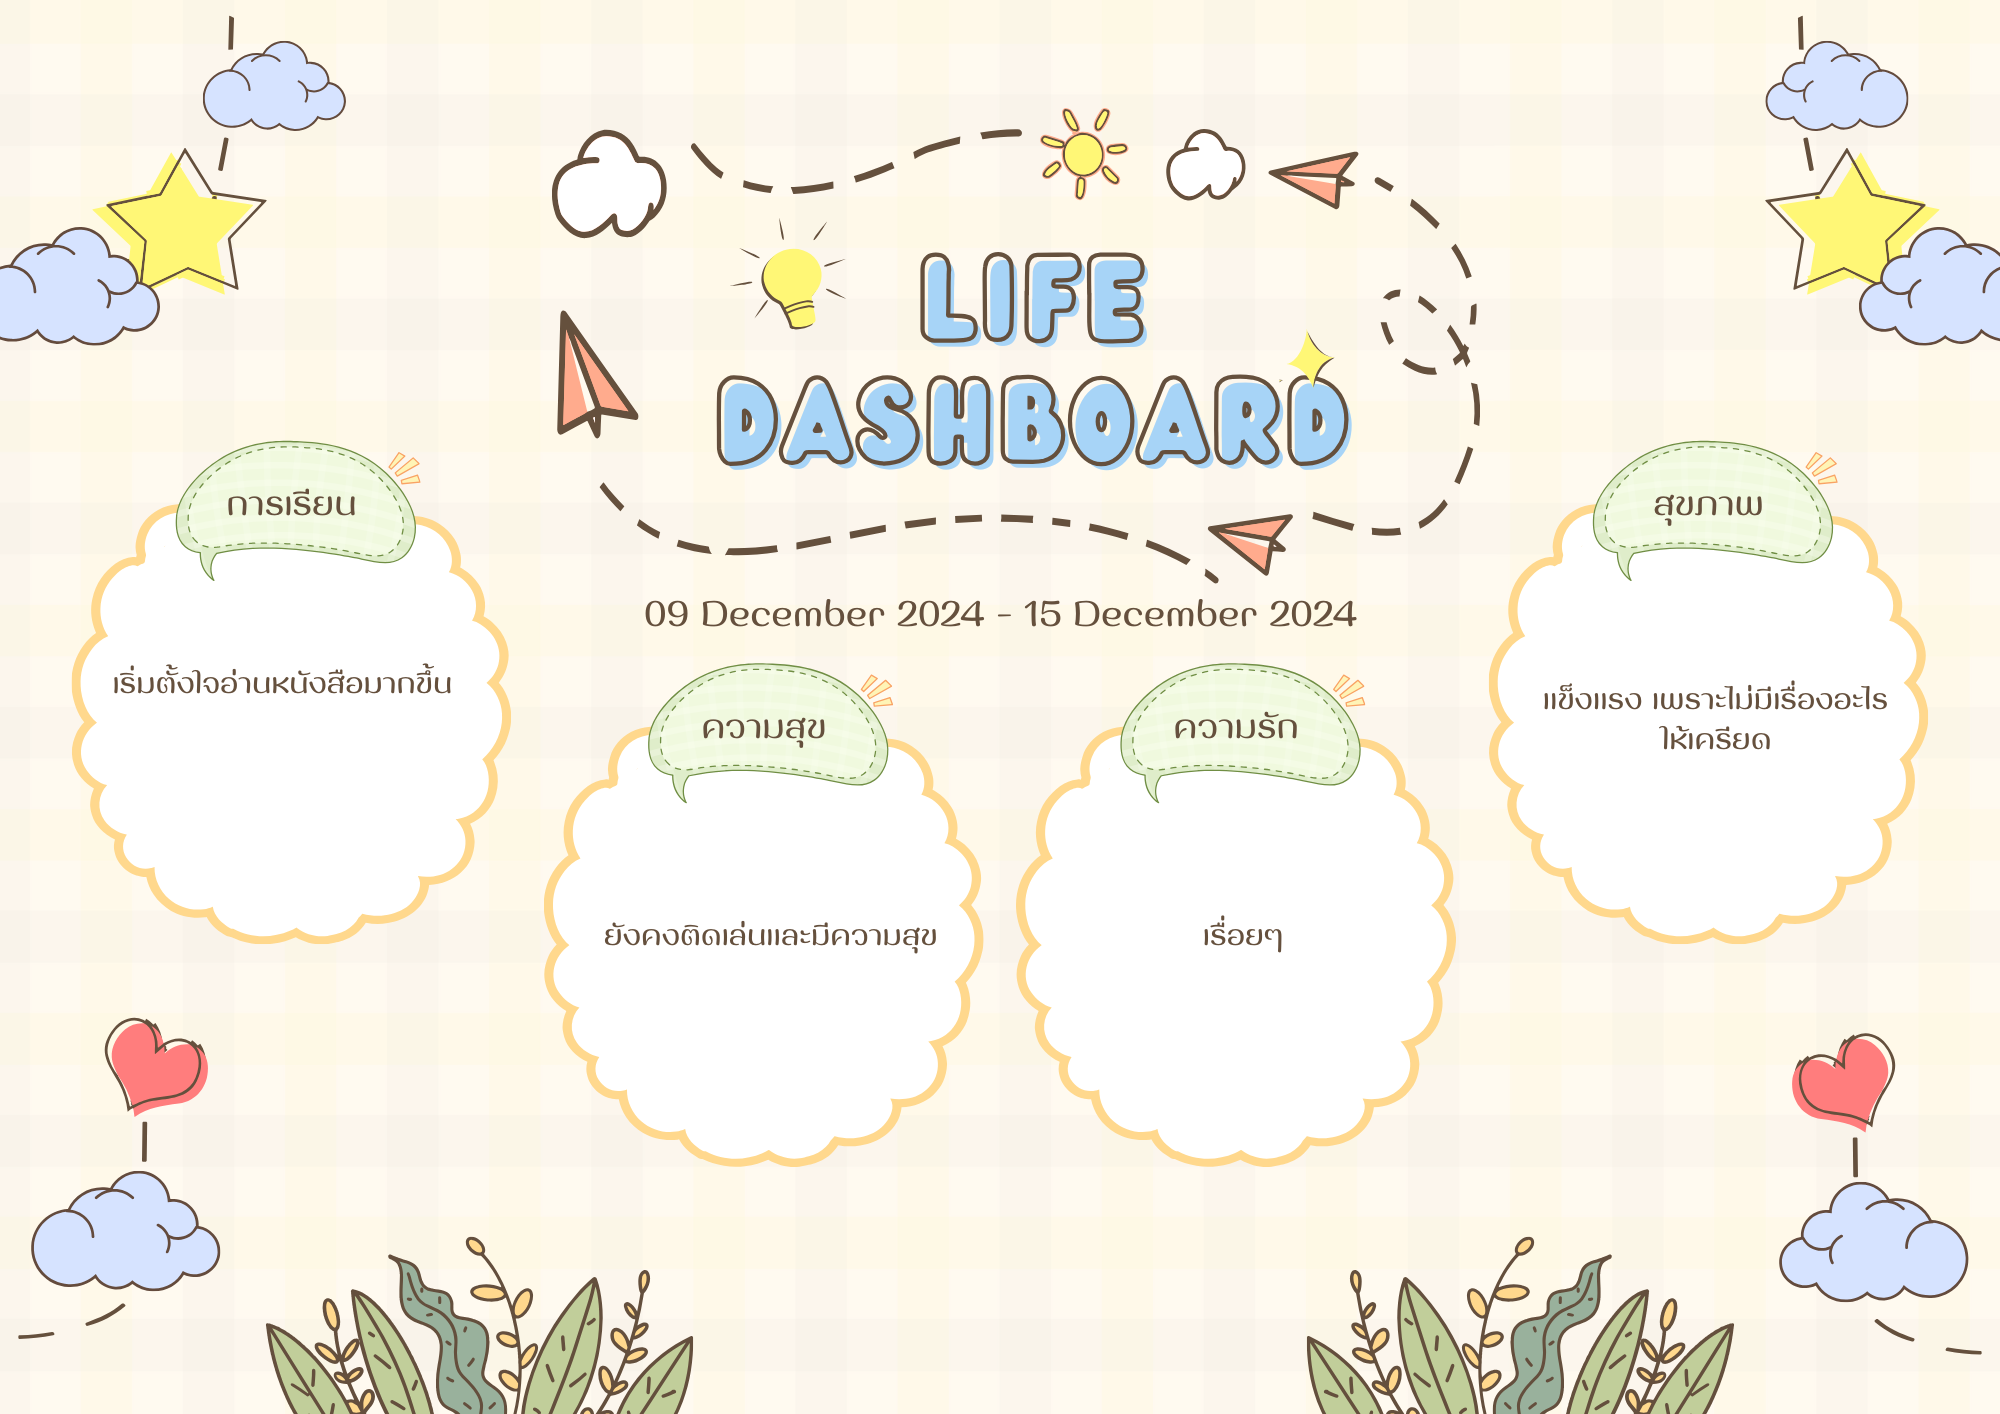 LIFE
DASHBOARD
09 December 2024 - 15 December 2024
การเรียน
เริ่มตั้งใจอ่านหนังสือมากขึ้น
ความสุข
ยังคงติดเล่นและมีความสุข
ความรัก
เรื่อยๆ
สุขภาพ
แข็งแรง เพราะไม่มีเรื่องอะไร
ให้เครียด